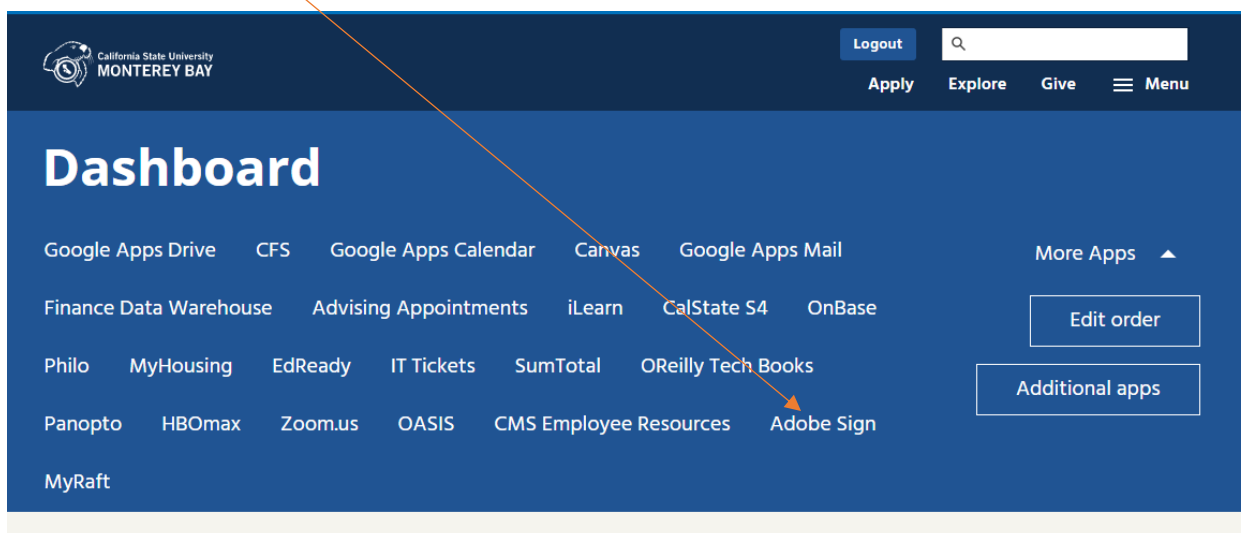 California State University
MONTEREY BAY
Logout
Apply Explore Give Menu
Dashboard
Google Apps Drive CFS Google Apps Calendar Canvas Google Apps Mail More Apps
Finance Data Warehouse Advising Appointments iLearn CalState S4 OnBase
Edit order
Philo MyHousing EdReady IT Tickets SumTotal OReilly Tech Books
Additional apps
Panopto HBOmax Zoom.us OASIS CMS Employee Resources Adobe Sign
MyRaft